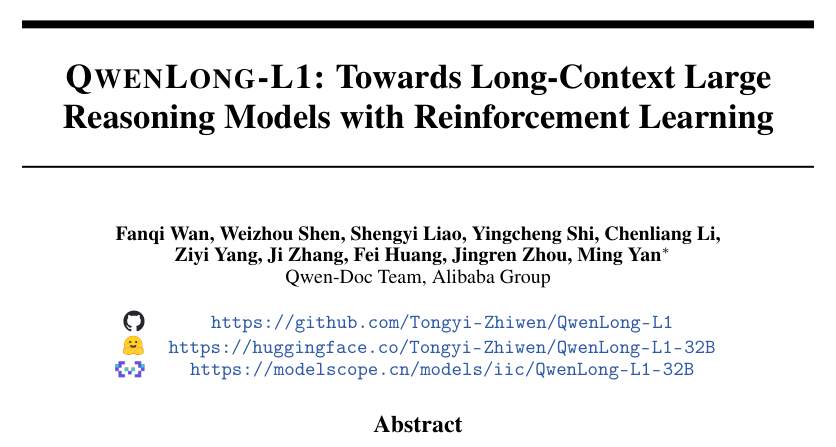 QWENLONG-L1: Towards Long-Context Large
Reasoning Models with Reinforcement Learning
Fanqi Wan, Weizhou Shen, Shengyi Liao, Yingcheng Shi, Chenliang Li,
Ziyi Yang, Ji Zhang, Fei Huang, Jingren Zhou, Ming Yan*
Qwen-Doc Team, Alibaba Group
https://github.com/Tongyi-Zhiwen/QwenLong-L1
https://huggingface.co/Tongyi-Zhiwen/QwenLong-L1-32B
https://modelscope.cn/models/iic/QwenLong-L1-32B
Abstract